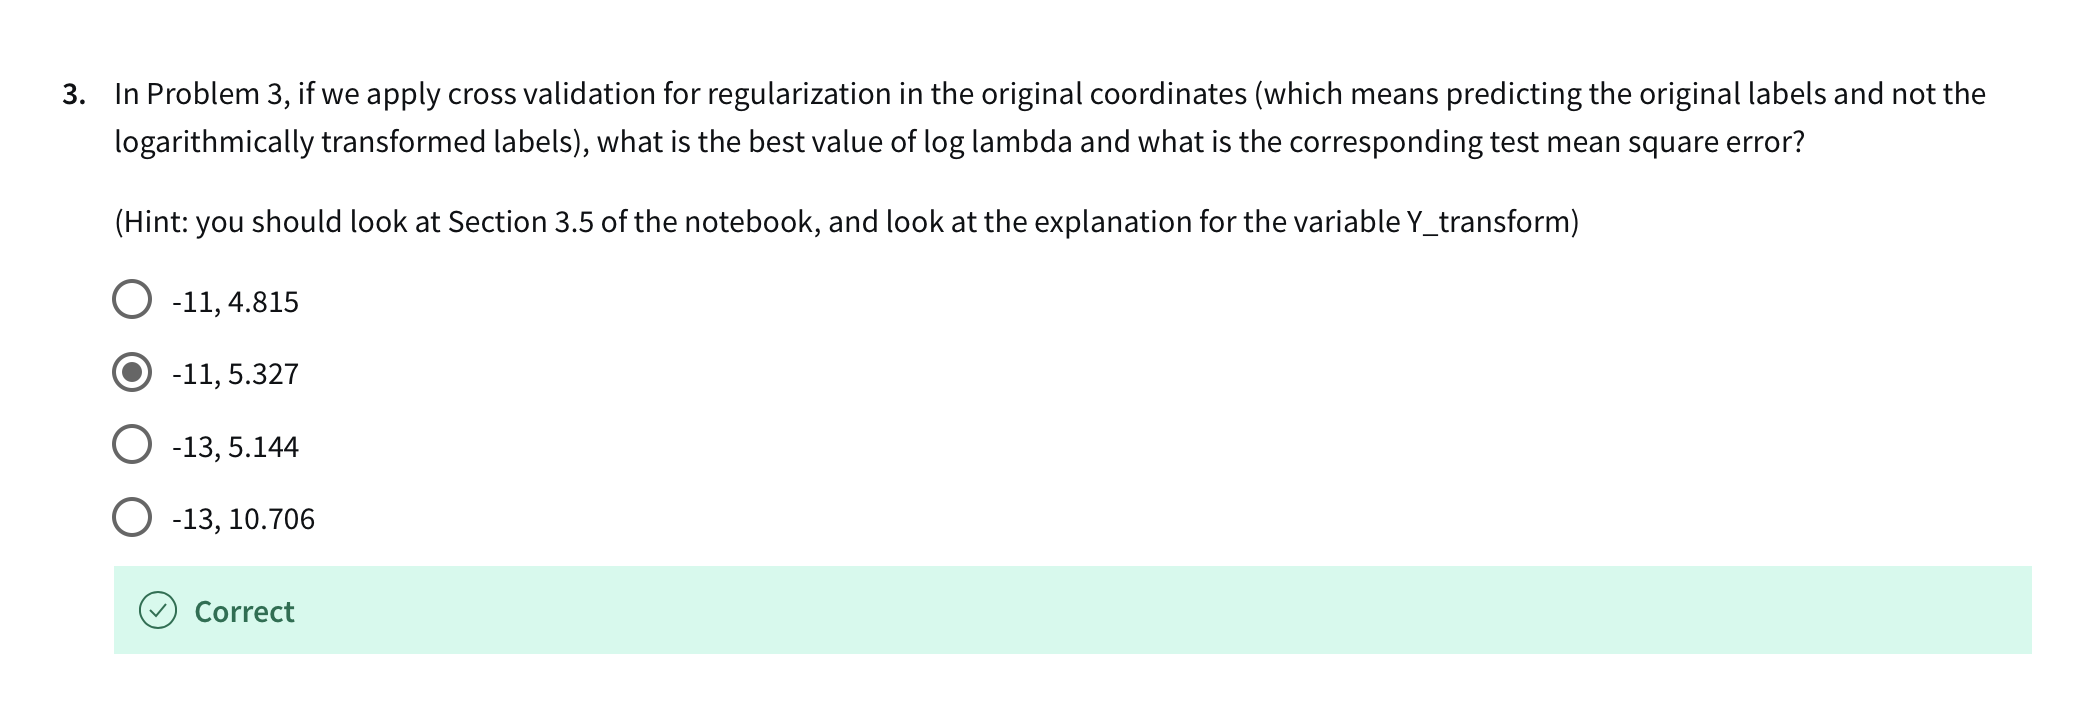 3. In Problem 3, if we apply cross validation for regularization in the original coordinates (which means predicting the original labels and not the
logarithmically transformed labels), what is the best value of log lambda and what is the corresponding test mean square error?
(Hint: you should look at Section 3.5 of the notebook, and look at the explanation for the variable Y_transform)
-11, 4.815
-11, 5.327
-13, 5.144
-13, 10.706
Correct